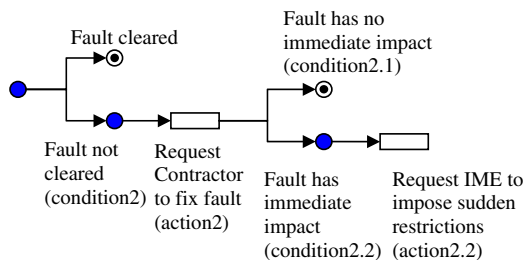 Fault cleared
Fault has no
immediate impact
(condition2.1)
Fault not
cleared
(condition2)
Request
Contractor
to fix fault
(action2)
Fault has
immediate
impact
(condition2.2)
Request IME to
impose sudden
restrictions
(action2.2)